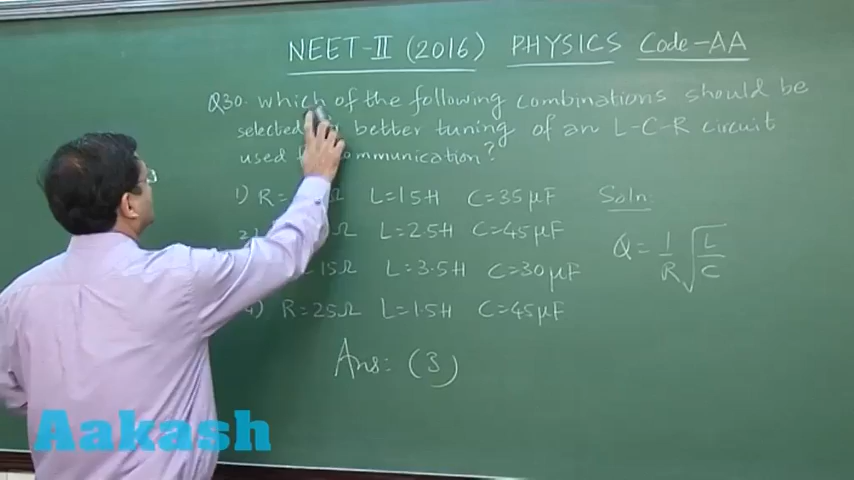 NEET-II (2016) PHYSICS Code-AA
Q30. Which of the following combinations should be
selected better tuning of an L-C-R circuit
used communication?
1) R= Ω L=1.5H C=35μF Soln:
L=2.5H C=45μF
15Ω L=3.5H C=30μF
4) R=25Ω L=1.5H C=45μF
Q = 1/R √(L/C)
Ans: (3)
Aakash